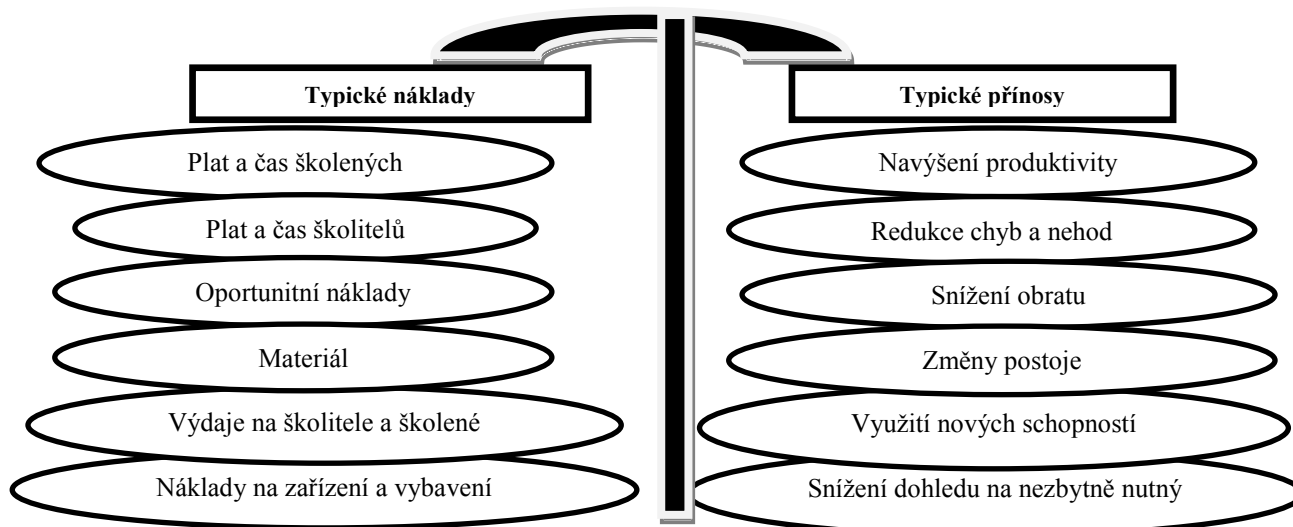 Typické náklady
Plat a čas školených
Plat a čas školitelů
Oportunitní náklady
Materiál
Výdaje na školitele a školené
Náklady na zařízení a vybavení
Typické přínosy
Navýšení produktivity
Redukce chyb a nehod
Snížení obratu
Změny postoje
Využití nových schopností
Snížení dohledu na nezbytně nutný